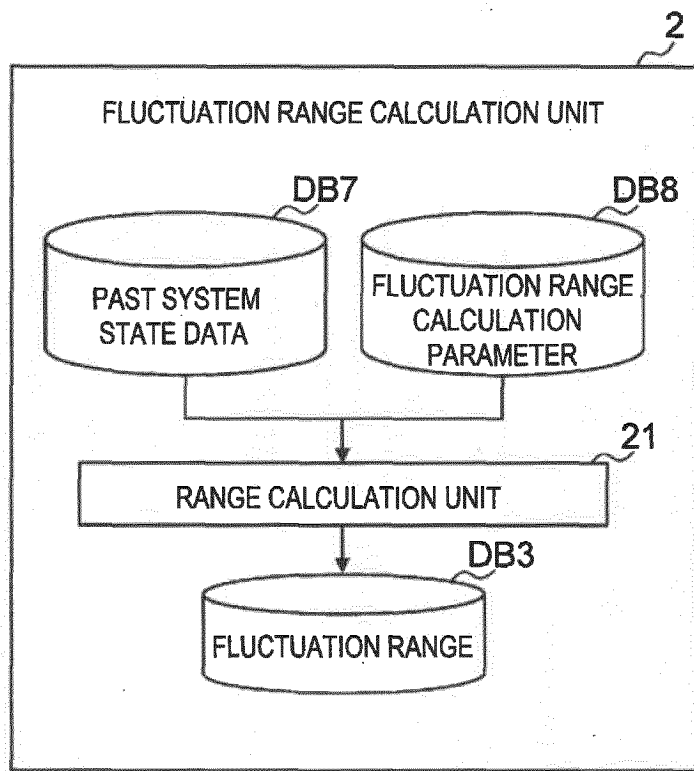 2
FLUCTUATION RANGE CALCULATION UNIT
DB7
DB8
PAST SYSTEM
STATE DATA
FLUCTUATION RANGE
CALCULATION
PARAMETER
21
RANGE CALCULATION UNIT
DB3
FLUCTUATION RANGE